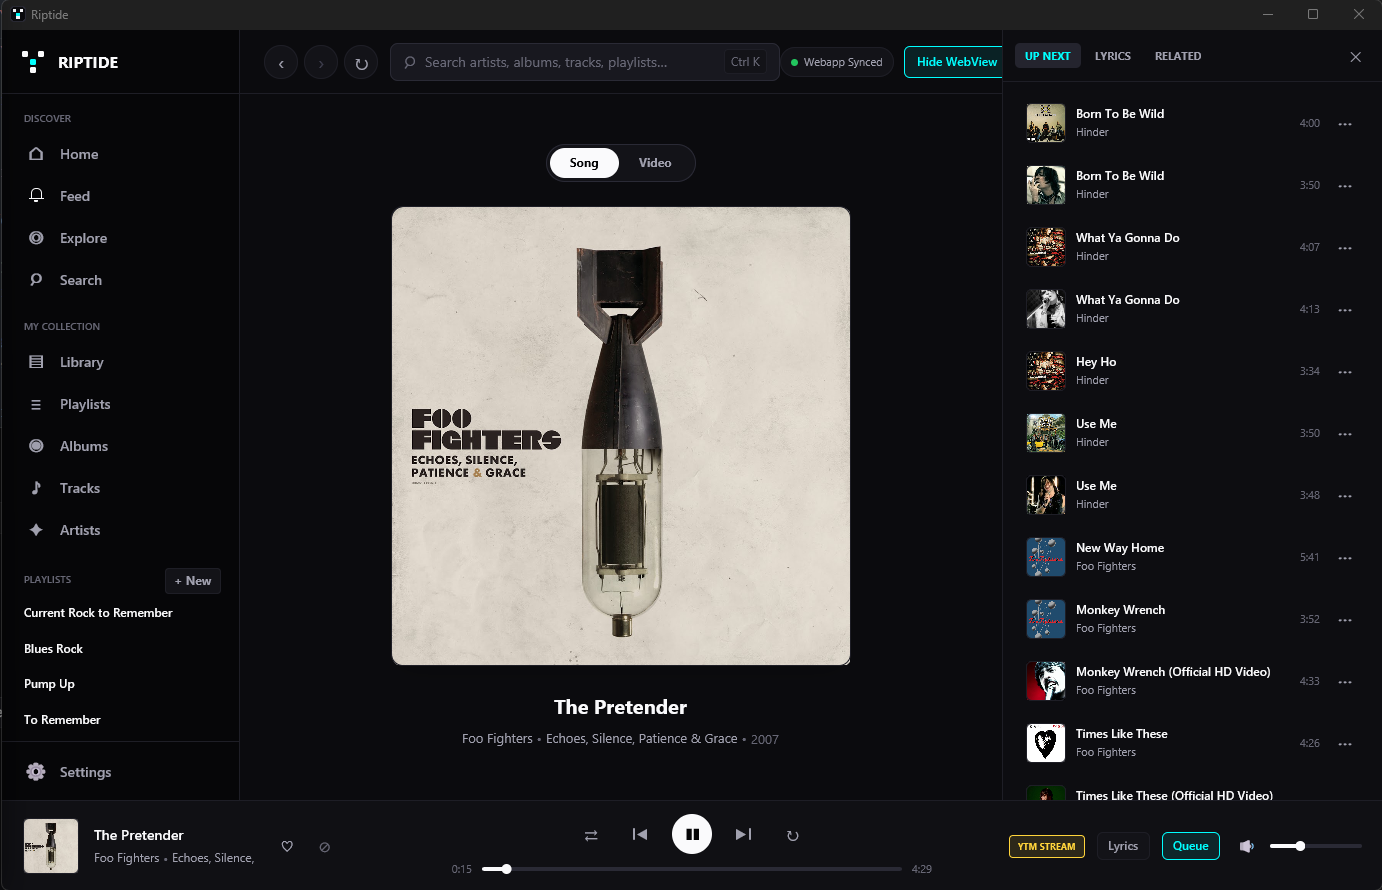 Riptide
RIPTIDE
Search artists, albums, tracks, playlists...
Ctrl K
Webapp Synced
Hide WebView
UP NEXT
LYRICS
RELATED
DISCOVER
Home
Feed
Explore
Search
MY COLLECTION
Library
Playlists
Albums
Tracks
Artists
PLAYLISTS
+ New
Current Rock to Remember
Blues Rock
Pump Up
To Remember
Settings
Song
Video
FOO
FIGHTERS
ECHOES, SILENCE,
PATIENCE & GRACE
The Pretender
Foo Fighters • Echoes, Silence, Patience & Grace • 2007
Born To Be Wild
Hinder
4:00
Born To Be Wild
Hinder
3:50
What Ya Gonna Do
Hinder
4:07
What Ya Gonna Do
Hinder
4:13
Hey Ho
Hinder
3:34
Use Me
Hinder
3:50
Use Me
Hinder
3:48
New Way Home
Foo Fighters
5:41
Monkey Wrench
Foo Fighters
3:52
Monkey Wrench (Official HD Video)
Foo Fighters
4:33
Times Like These
Foo Fighters
4:26
Times Like These (Official HD Video)
The Pretender
Foo Fighters • Echoes, Silence,
0:15
4:29
YTM STREAM
Lyrics
Queue